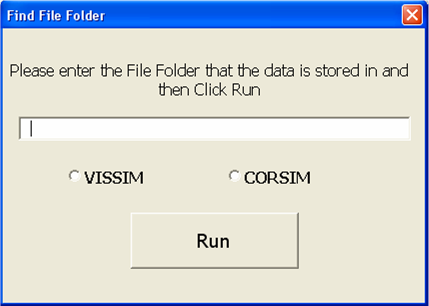 Find File Folder
Please enter the File Folder that the data is stored in and
then Click Run
VISSIM CORSIM
Run